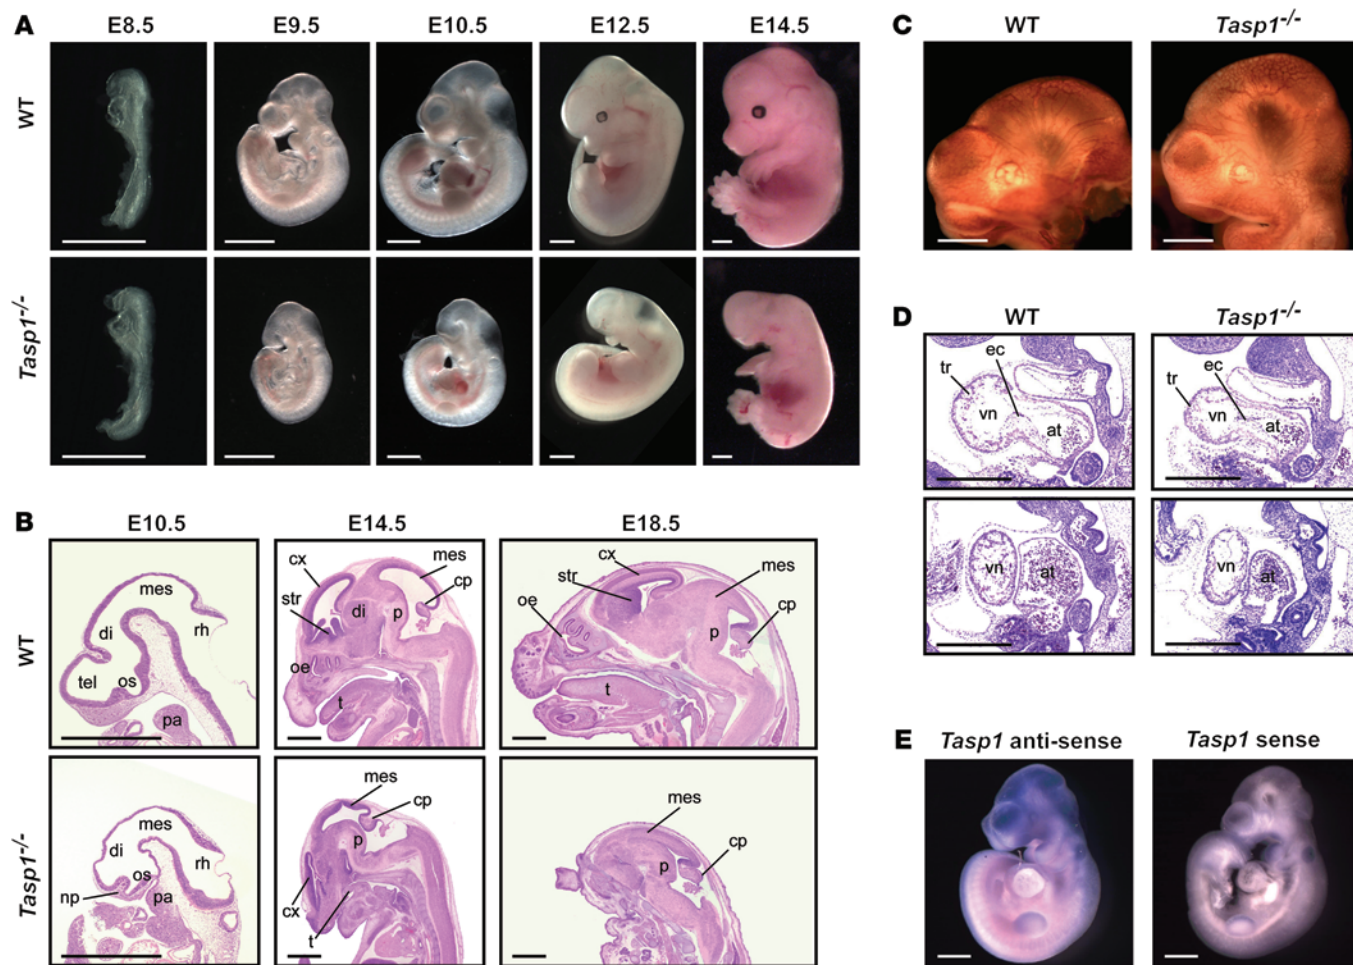 A
E8.5 E9.5 E10.5 E12.5 E14.5
WT
Tasp1-/-
B
E10.5 E14.5 E18.5
WT
mes
di
rh
tel
os
pa
cx
mes
cp
str
di
p
oe
t
cx
mes
str
oe
cp
p
t
Tasp1-/-
mes
di
os
rh
np
pa
mes
cp
p
cx
t
mes
p
cp
C
WT Tasp1-/-
D
WT Tasp1-/-
tr
ec
vn
at
tr
ec
vn
at
vn
at
vn
at
E
Tasp1 anti-sense Tasp1 sense